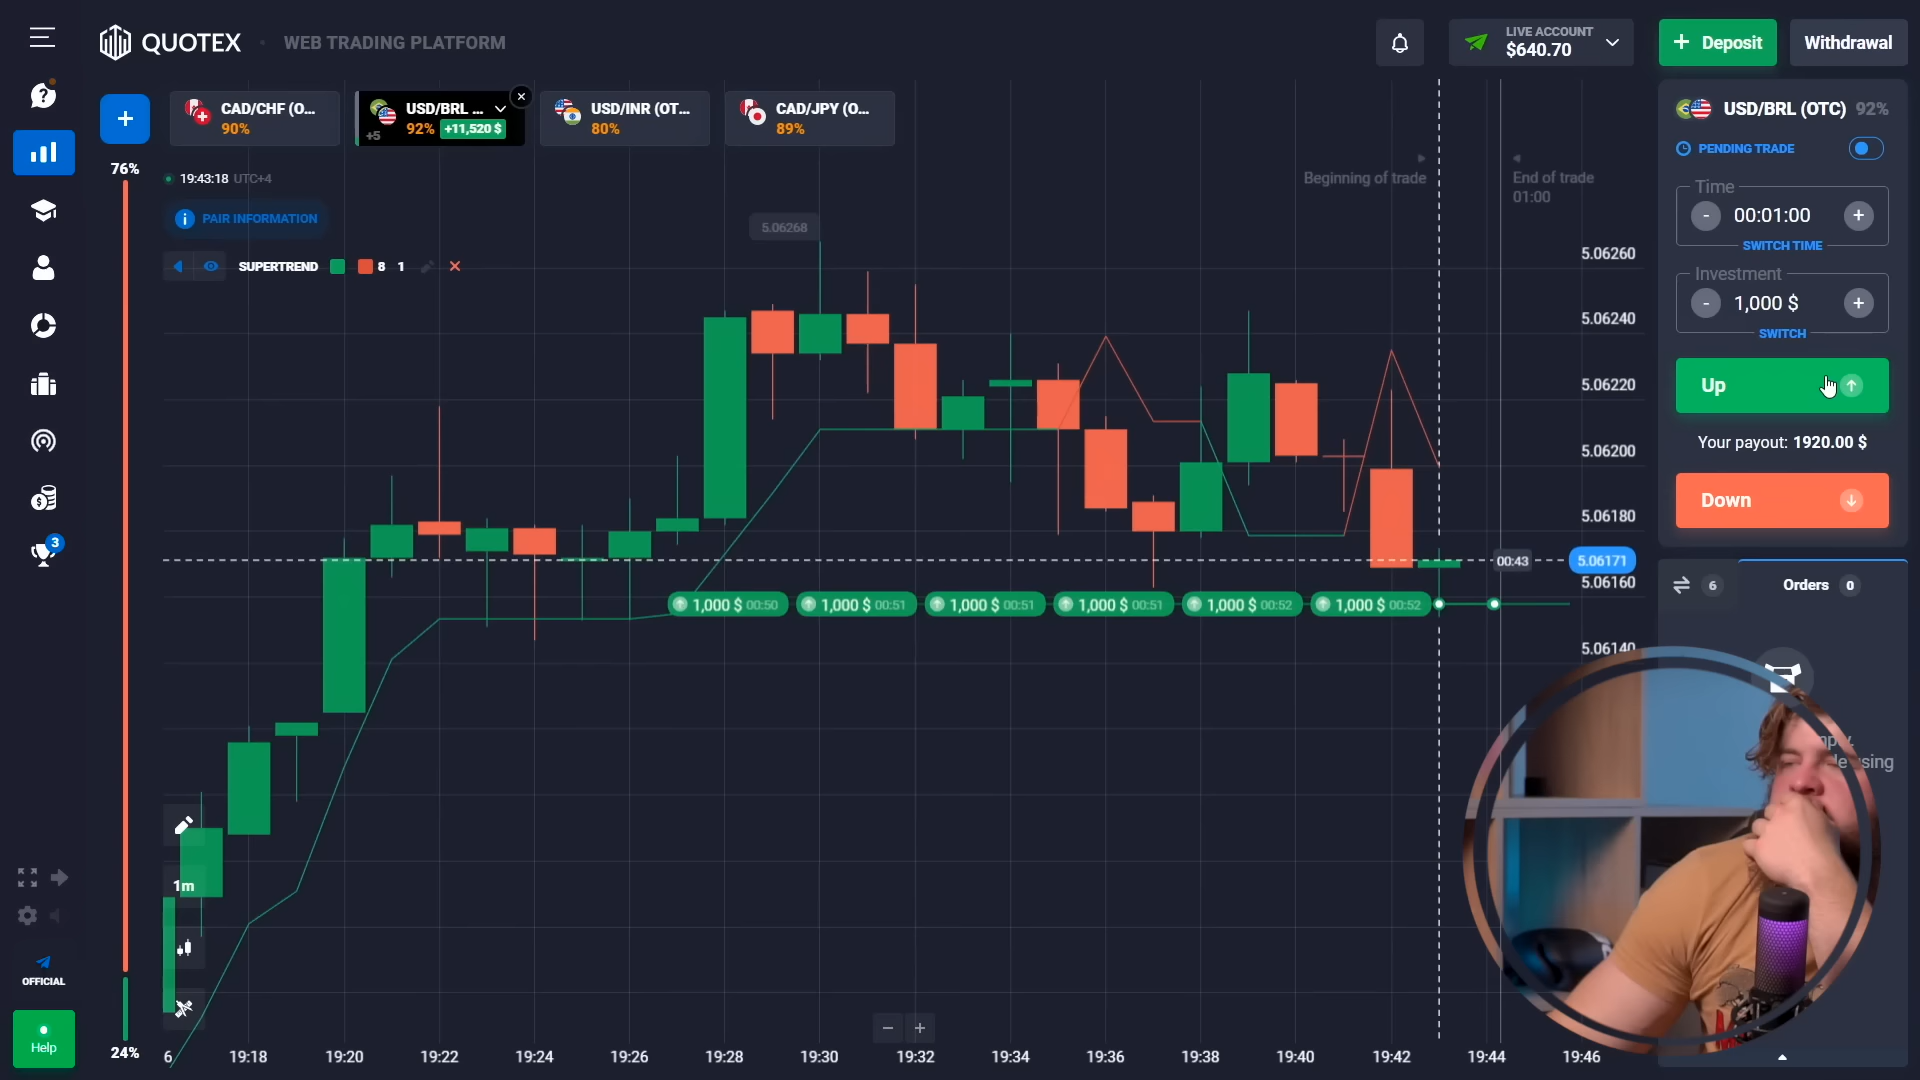 QUOTEX
WEB TRADING PLATFORM
LIVE ACCOUNT
$640.70
+ Deposit
Withdrawal
+
CAD/CHF (O...
90%
USD/BRL ...
+5
92% +11,520 $
USD/INR (OT...
80%
CAD/JPY (O...
89%
76%
19:43:18 UTC+4
PAIR INFORMATION
SUPERTREND 8 1
5.06268
Beginning of trade
End of trade
01:00
5.06260
5.06240
5.06220
5.06200
5.06180
00:43
5.06171
5.06160
5.06140
1,000 $ 00:50
1,000 $ 00:51
1,000 $ 00:51
1,000 $ 00:51
1,000 $ 00:52
1,000 $ 00:52
USD/BRL (OTC) 92%
PENDING TRADE
Time
- 00:01:00 +
SWITCH TIME
Investment
- 1,000 $ +
SWITCH
Up
Your payout: 1920.00 $
Down
6
Orders 0
using
3
1m
OFFICIAL
Help
24%
− +
6
19:18
19:20
19:22
19:24
19:26
19:28
19:30
19:32
19:34
19:36
19:38
19:40
19:42
19:44
19:46